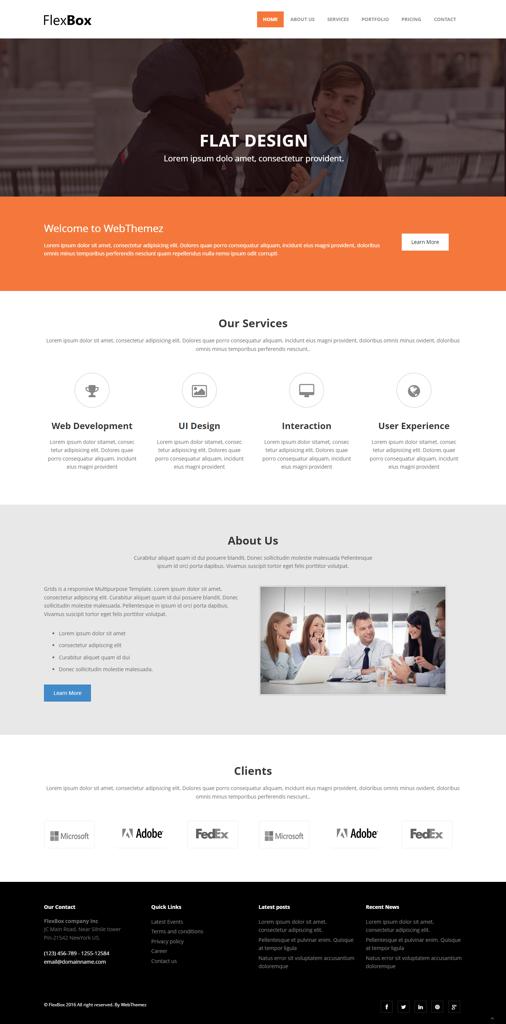 FlexBox
HOME
ABOUT US
SERVICES
PORTFOLIO
PRICING
CONTACT
FLAT DESIGN
Lorem ipsum dolo amet, consectetur provident.
Welcome to WebThemez
Lorem ipsum dolor sit amet, consectetur adipisicing elit. Dolores quae porro consequatur aliquam, incidunt eius magni provident, doloribus
omnis minus temporibus perferendis nesciunt quam repellendus nulla nemo ipsum odit corrupti
Learn More
Our Services
Lorem ipsum dolor sit amet, consectetur adipisicing elit. Dolores quae porro consequatur aliquam, incidunt eius magni provident, doloribus omnis minus ovident, doloribus
omnis minus temporibus perferendis nesciunt..
Web Development
Lorem ipsum dolor sitamet, consec
tetur adipisicing elit. Dolores quae
porro consequatur aliquam, incidunt
eius magni provident
UI Design
Lorem ipsum dolor sitamet, consec
tetur adipisicing elit. Dolores quae
porro consequatur aliquam, incidunt
eius magni provident
Interaction
Lorem ipsum dolor sitamet, consec
tetur adipisicing elit. Dolores quae
porro consequatur aliquam, incidunt
eius magni provident
User Experience
Lorem ipsum dolor sitamet, consec
tetur adipisicing elit. Dolores quae
porro consequatur aliquam, incidunt
eius magni provident
About Us
Curabitur aliquet quam id dui posuere blandit. Donec sollicitudin molestie malesuada Pellentesque
ipsum id orci porta dapibus. Vivamus suscipit tortor eget felis porttitor volutpat.
Grids is a responsive Multipurpose Template. Lorem ipsum dolor sit amet,
consectetur adipiscing elit. Curabitur aliquet quam id dui posuere blandit. Donec
sollicitudin molestie malesuada. Pellentesque in ipsum id orci porta dapibus.
Vivamus suscipit tortor eget felis porttitor volutpat.
Lorem ipsum dolor sit amet
consectetur adipiscing elit
Curabitur aliquet quam id dui
Donec sollicitudin molestie malesuada.
Learn More
Clients
Lorem ipsum dolor sit amet, consectetur adipisicing elit. Dolores quae porro consequatur aliquam, incidunt eius magni provident, doloribus omnis minus ovident, doloribus
omnis minus temporibus perferendis nesciunt..
Microsoft
Adobe
FedEx
Microsoft
Adobe
FedEx
Our Contact
FlexBox company Inc
JC Main Road, Near Silnile tower
Pin-21542 NewYork US.
(123) 456-789 - 1255-12584
email@domainname.com
Quick Links
Latest Events
Terms and conditions
Privacy policy
Career
Contact us
Latest posts
Lorem ipsum dolor sit amet,
consectetur adipiscing elit.
Pellentesque et pulvinar enim. Quisque
at tempor ligula
Natus error sit voluptatem accusantium
doloremque
Recent News
Lorem ipsum dolor sit amet,
consectetur adipiscing elit.
Pellentesque et pulvinar enim. Quisque
at tempor ligula
Natus error sit voluptatem accusantium
doloremque
© FlexBox 2016 All right reserved. By WebThemez